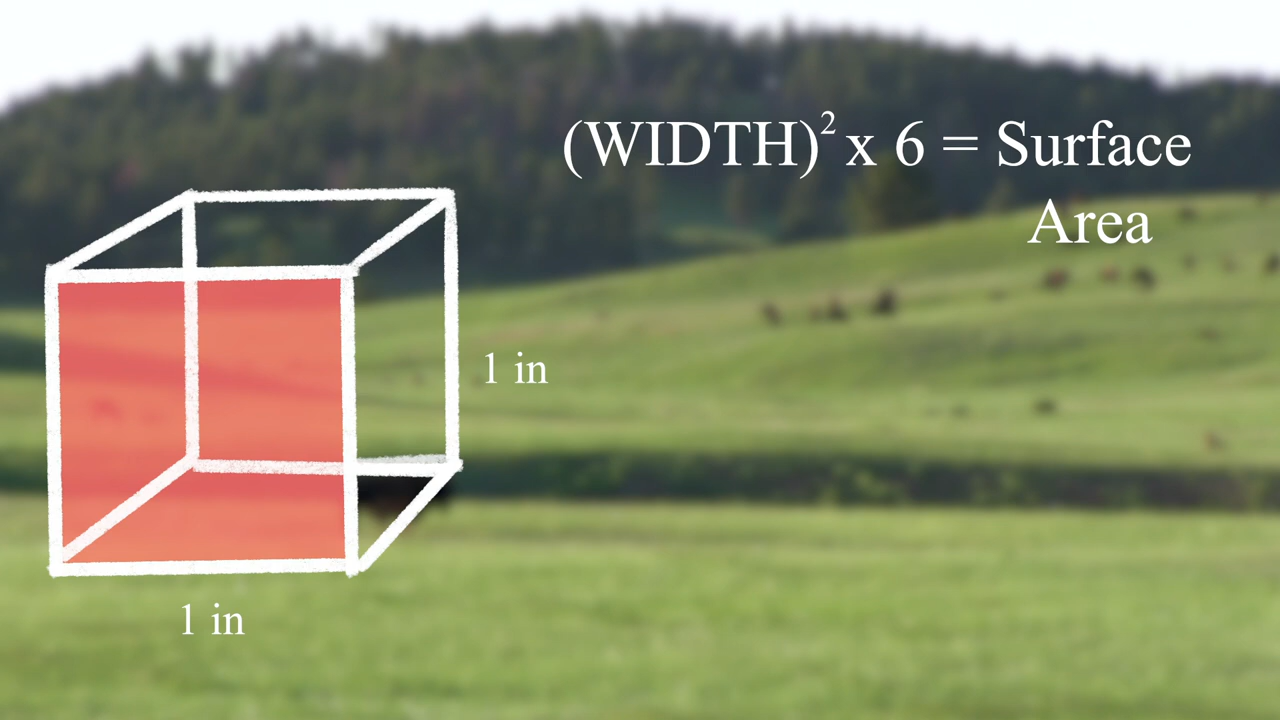 (WIDTH)² x 6 = Surface
Area
1 in
1 in